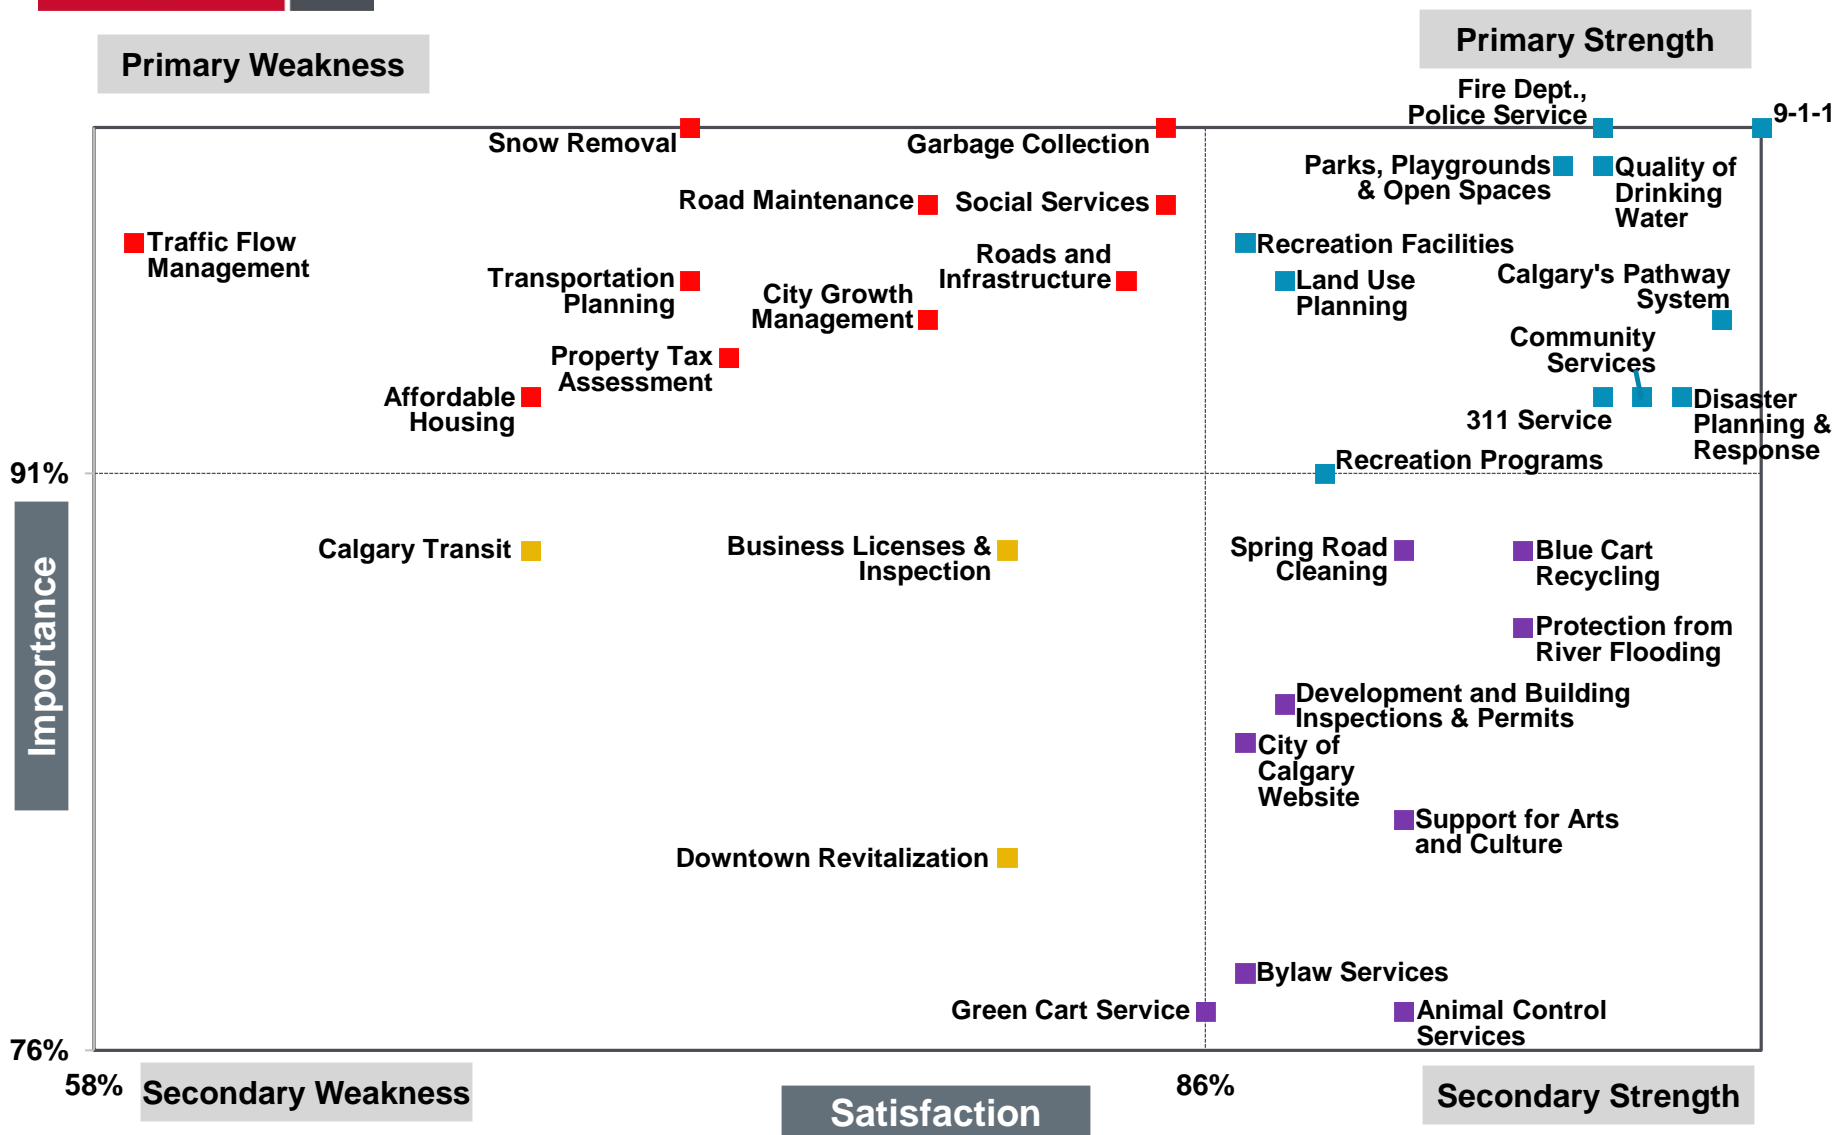 Primary Weakness
Primary Strength
Fire Dept.,
Police Service
9-1-1
Snow Removal
Garbage Collection
Parks, Playgrounds
& Open Spaces
Quality of
Drinking
Water
Road Maintenance
Social Services
Traffic Flow
Management
Recreation Facilities
Roads and
Infrastructure
Transportation
Planning
City Growth
Management
Land Use
Planning
Calgary's Pathway
System
Community
Services
Property Tax
Assessment
Affordable
Housing
311 Service
Disaster
Planning &
Response
Recreation Programs
91%
Calgary Transit
Business Licenses &
Inspection
Spring Road
Cleaning
Blue Cart
Recycling
Protection from
River Flooding
Importance
Development and Building
Inspections & Permits
City of
Calgary
Website
Support for Arts
and Culture
Downtown Revitalization
Bylaw Services
Green Cart Service
Animal Control
Services
76%
58%
86%
Secondary Weakness
Satisfaction
Secondary Strength